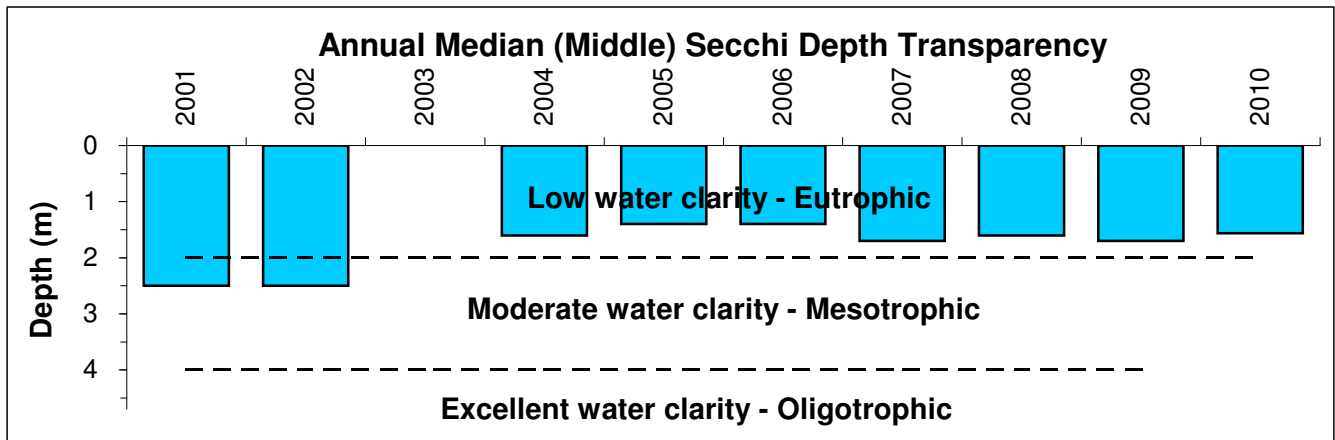 Annual Median (Middle) Secchi Depth Transparency
2001 2002 2003 2004 2005 2006 2007 2008 2009 2010
0
1
2
3
4
Depth (m)
Low water clarity - Eutrophic
Moderate water clarity - Mesotrophic
Excellent water clarity - Oligotrophic